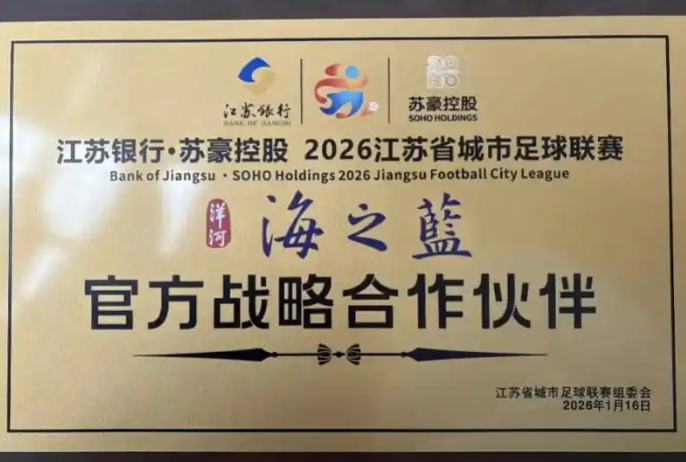 江苏银行 苏豪控股
BANK OF JIANGSU SOHO HOLDINGS
江苏银行·苏豪控股 2026江苏省城市足球联赛
Bank of Jiangsu · SOHO Holdings 2026 Jiangsu Football City League
洋河 海之藍
官方战略合作伙伴
江苏省城市足球联赛组委会
2026年1月16日